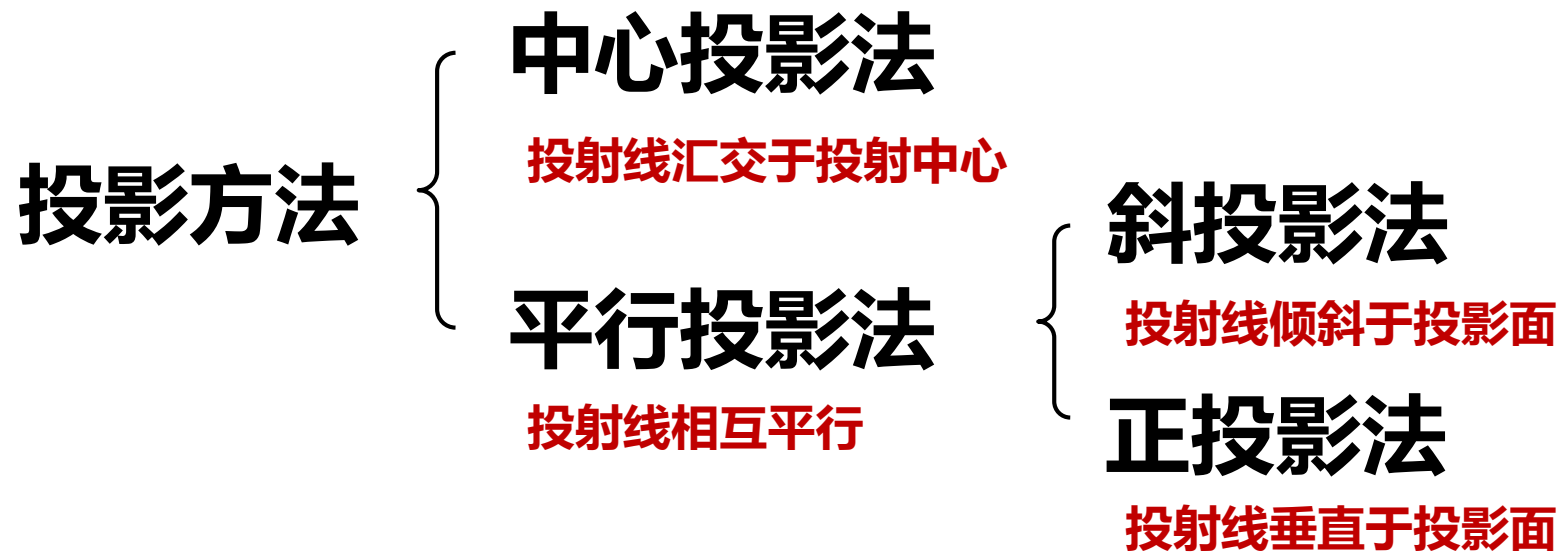 投影方法
中心投影法
投射线汇交于投射中心
平行投影法
投射线相互平行
斜投影法
投射线倾斜于投影面
正投影法
投射线垂直于投影面